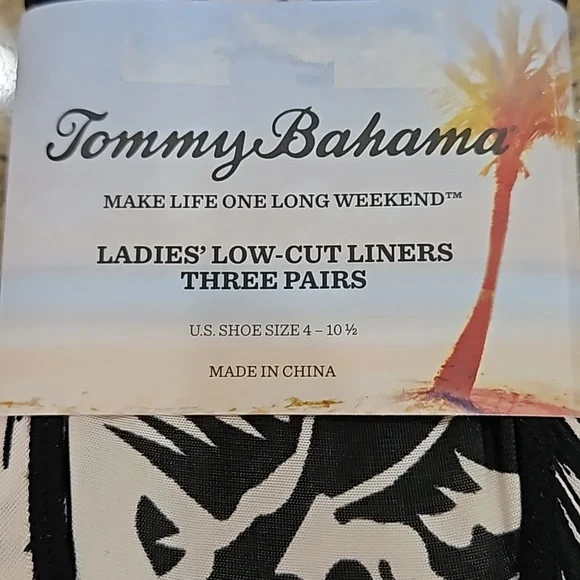 Tommy Bahama®
MAKE LIFE ONE LONG WEEKEND™
LADIES' LOW-CUT LINERS
THREE PAIRS
U.S. SHOE SIZE 4 – 10 ½
MADE IN CHINA